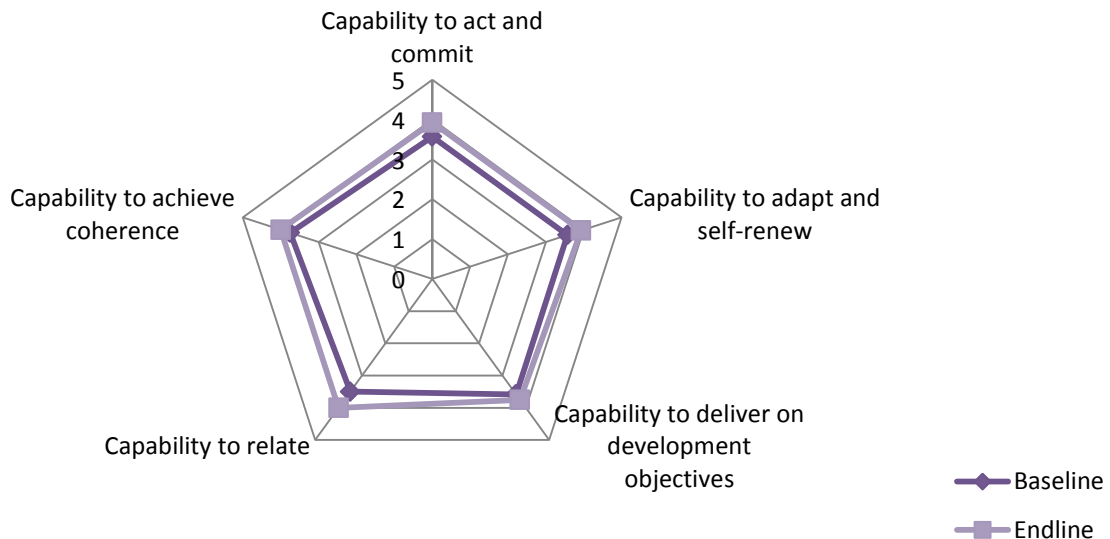 Capability to act and
commit
5
4
3
2
1
0
Capability to adapt and
self-renew
Capability to deliver on
development
objectives
Capability to relate
Capability to achieve
coherence
Baseline
Endline